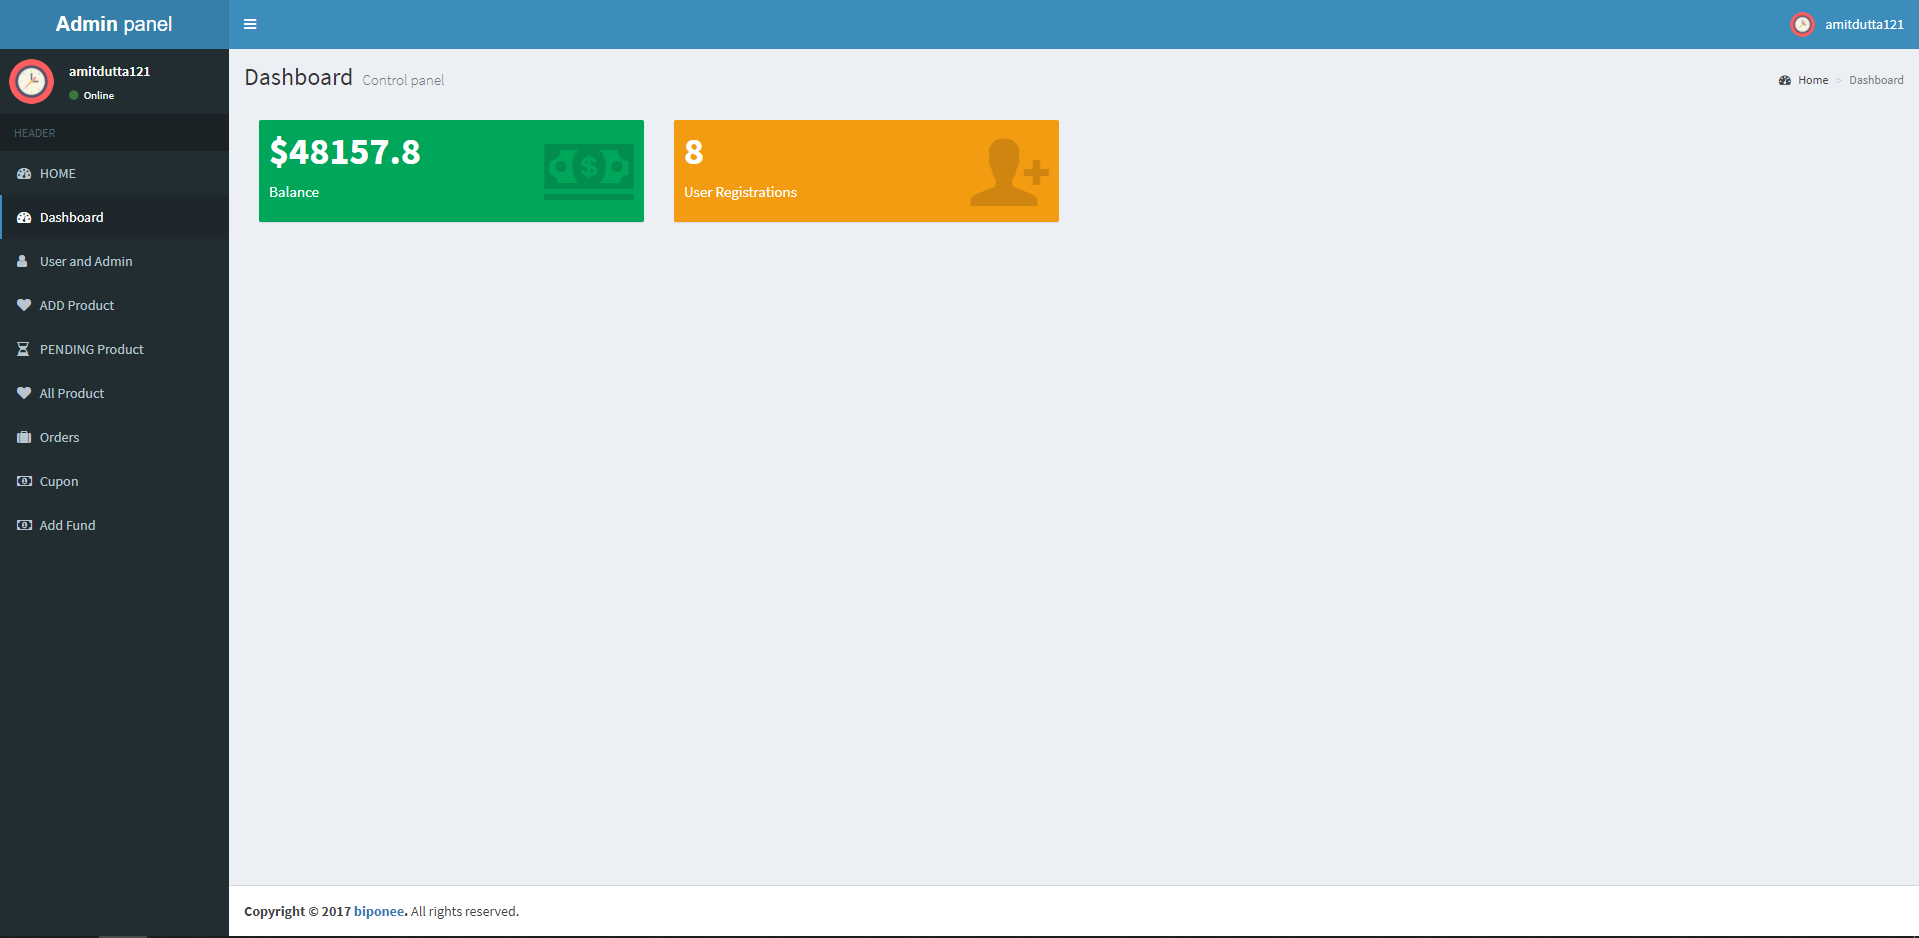 Admin panel
amitdutta121
amitdutta121
Online
HEADER
HOME
Dashboard
User and Admin
ADD Product
PENDING Product
All Product
Orders
Cupon
Add Fund
Dashboard Control panel
Home > Dashboard
$48157.8
Balance
8
User Registrations
Copyright © 2017 biponee. All rights reserved.